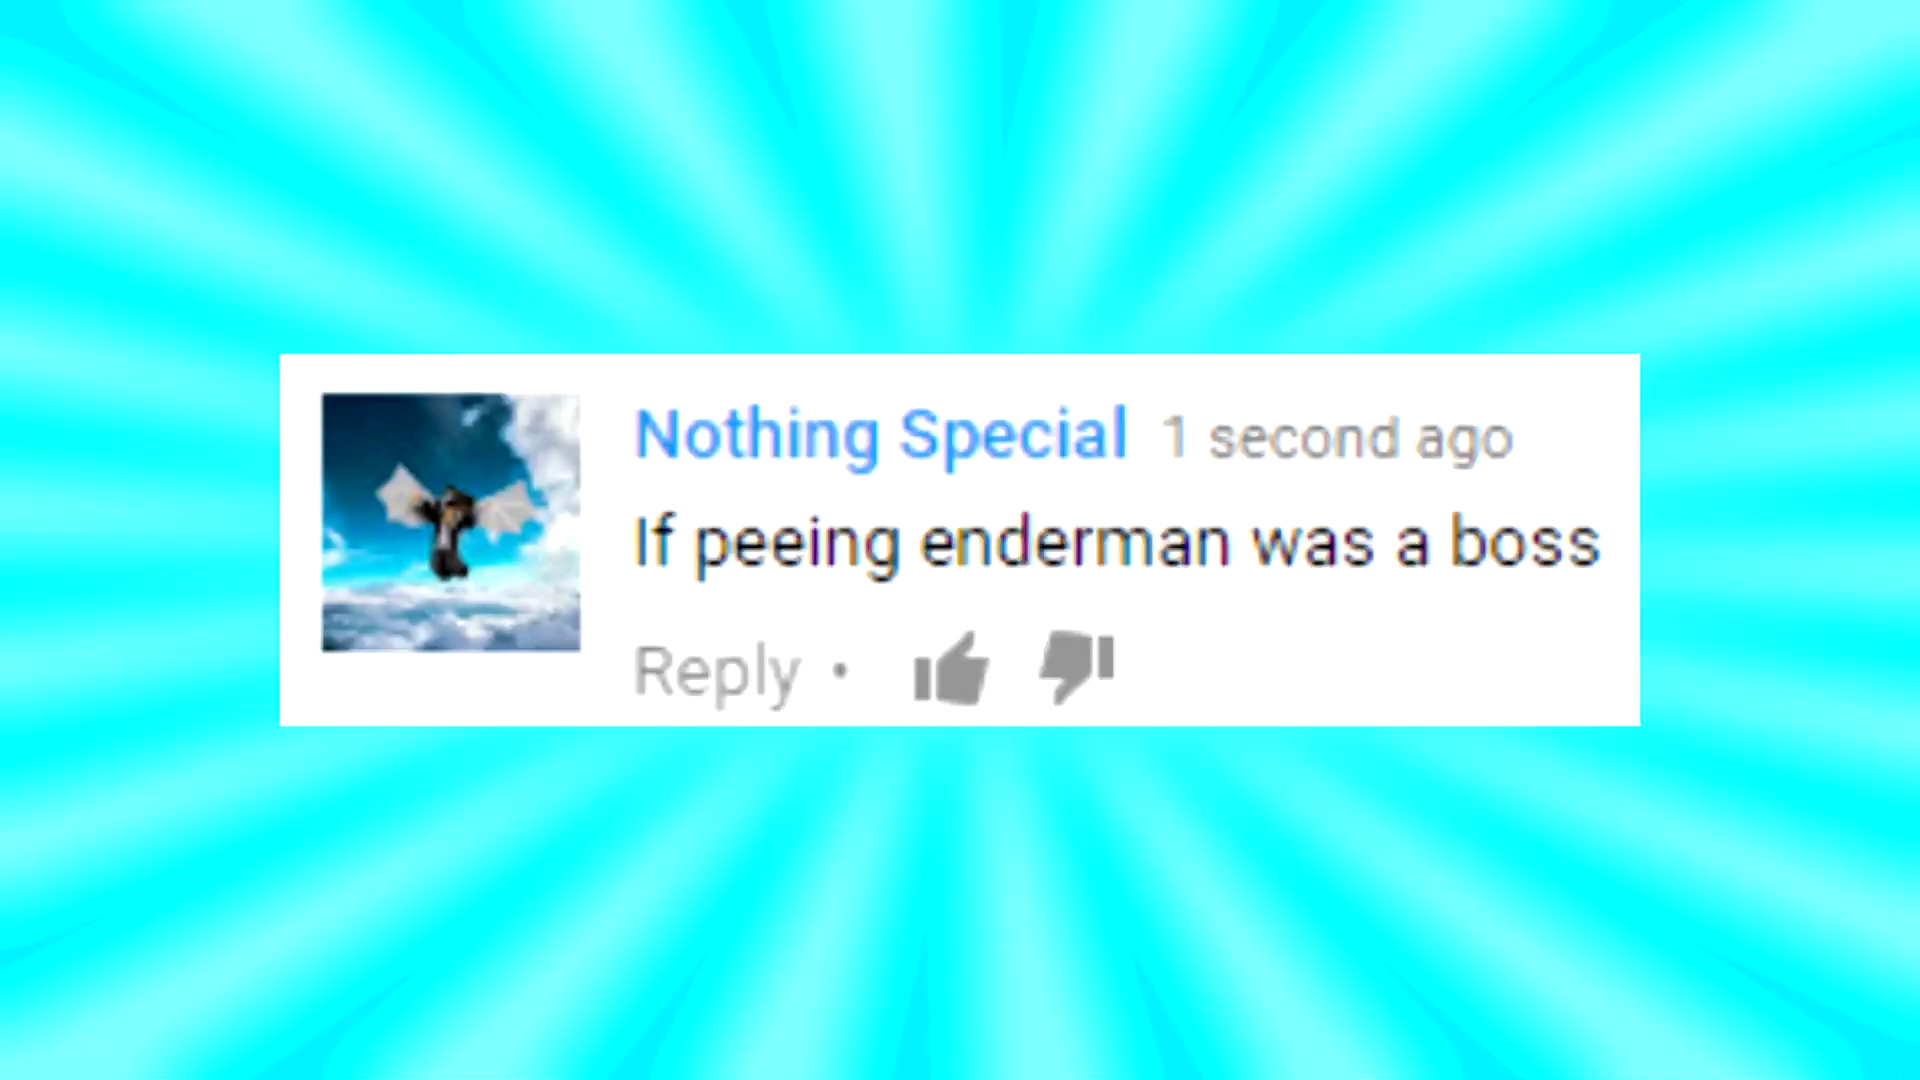 Nothing Special 1 second ago
If peeing enderman was a boss
Reply •